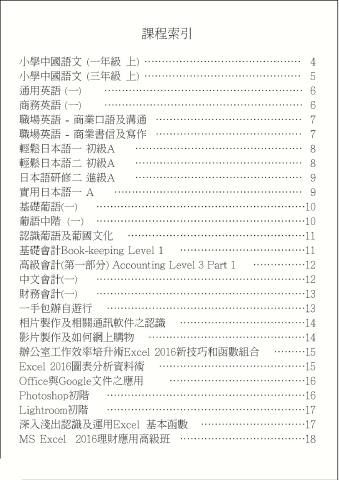 課程索引
小學中國語文 (一年級 上) ……………………………………… 4
小學中國語文 (三年級 上) ……………………………………… 5
通用英語 (一) ……………………………………… 6
商務英語 (一) ……………………………………… 6
職場英語 - 商業口語及溝通 ……………………………………… 7
職場英語 - 商業書信及寫作 ……………………………………… 7
輕鬆日本語一 初級A ……………………………………… 8
輕鬆日本語二 初級A ……………………………………… 8
日本語研修二 進級A ……………………………………… 9
實用日本語一 A ……………………………………… 9
基礎葡語(一) ………………………………………10
葡語中階 (一) ………………………………………10
認識葡語及葡國文化 ………………………………………11
基礎會計Book-keeping Level 1 ………………………………11
高級會計(第一部分) Accounting Level 3 Part 1 …………………12
中文會計(一) ………………………………………12
財務會計(一) ………………………………………13
一手包辦自遊行 ………………………………………13
相片製作及相關通訊軟件之認識 ………………………………14
影片製作及如何網上購物 ………………………………14
辦公室工作效率培升術Excel 2016新技巧和函數組合 …………15
Excel 2016圖表分析資料術 ………………………………15
Office與Google文件之應用 ………………………………16
Photoshop初階 ………………………………………16
Lightroom初階 ………………………………………17
深入淺出認識及運用Excel 基本函數 …………………………17
MS Excel 2016理財應用高級班 …………………………18